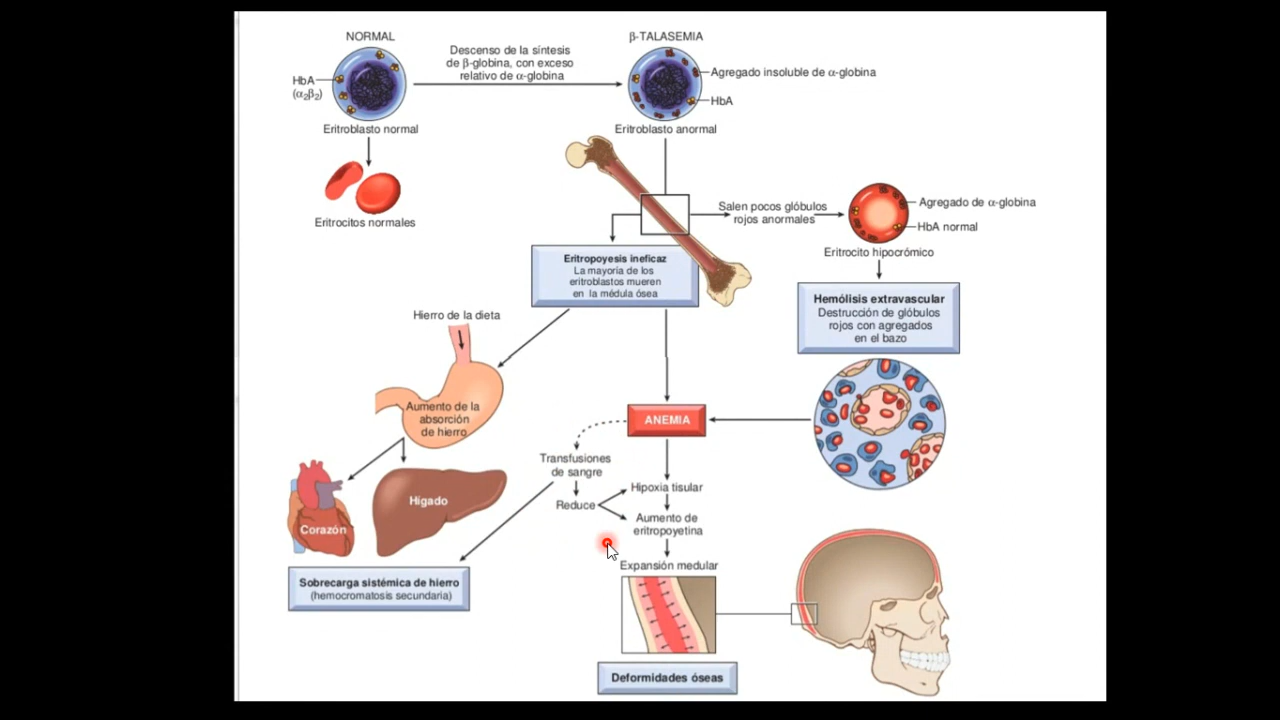 NORMAL
β-TALASEMIA
Descenso de la síntesis
de β-globina, con exceso
relativo de α-globina
HbA
(α₂β₂)
Agregado insoluble de α-globina
HbA
Eritroblasto normal
Eritroblasto anormal
Eritrocitos normales
Salen pocos glóbulos
rojos anormales
Agregado de α-globina
HbA normal
Eritrocito hipocrómico
Eritropoyesis ineficaz
La mayoría de los
eritroblastos mueren
en la médula ósea
Hemólisis extravascular
Destrucción de glóbulos
rojos con agregados
en el bazo
Hierro de la dieta
Aumento de la
absorción
de hierro
ANEMIA
Transfusiones
de sangre
Reduce
Hipoxia tisular
Aumento de
eritropoyetina
Expansión medular
Corazón
Hígado
Sobrecarga sistémica de hierro
(hemocromatosis secundaria)
Deformidades óseas